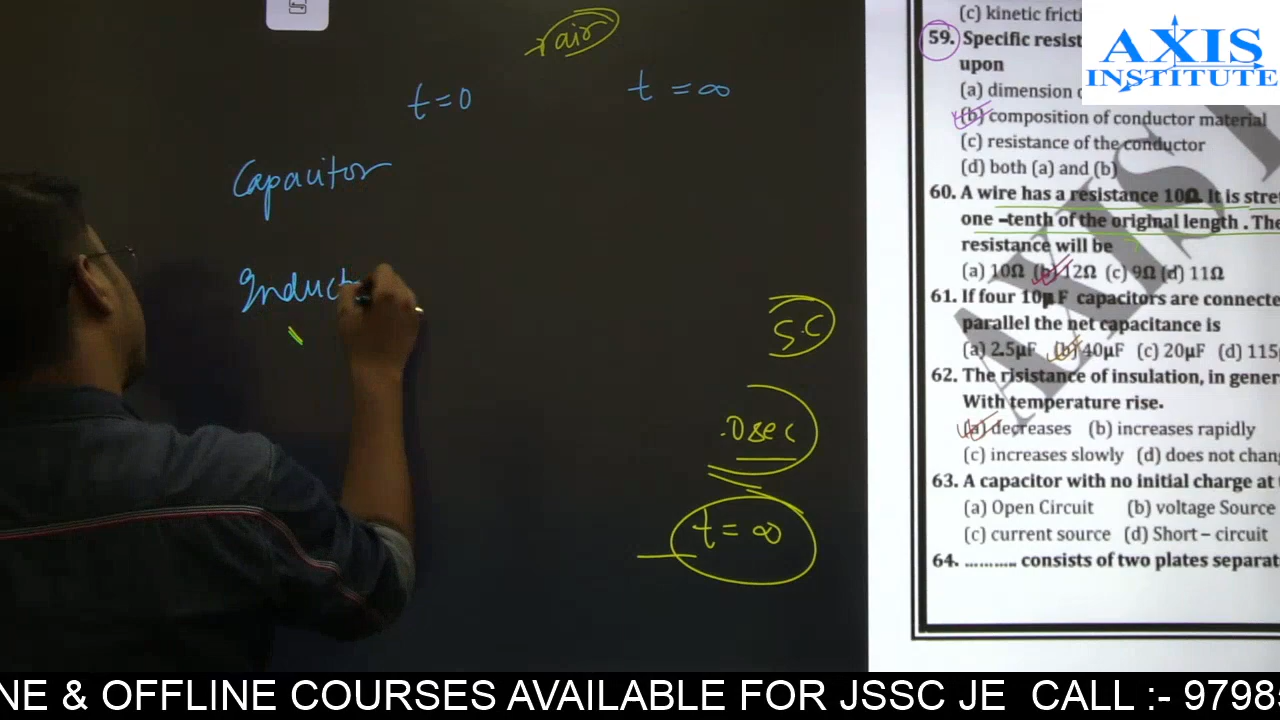 air
t = 0
t = ∞
Capacitor
Induct
S.C
.0 sec
t = ∞
AXIS
INSTITUTE
(c) kinetic fricti
59. Specific resist
upon
(a) dimension
(b) composition of conductor material
(c) resistance of the conductor
(d) both (a) and (b)
60. A wire has a resistance 10Ω. It is stre
one –tenth of the original length . The
resistance will be
(a) 10Ω (b) 12Ω (c) 9Ω (d) 11Ω
61. If four 10μ F capacitors are connecte
parallel the net capacitance is
(a) 2.5μF (b) 40μF (c) 20μF (d) 115
62. The risistance of insulation, in gener
With temperature rise.
(a) decreases (b) increases rapidly
(c) increases slowly (d) does not chan
63. A capacitor with no initial charge at
(a) Open Circuit (b) voltage Source
(c) current source (d) Short – circuit
64. ........... consists of two plates separat
NE & OFFLINE COURSES AVAILABLE FOR JSSC JE CALL :- 9798